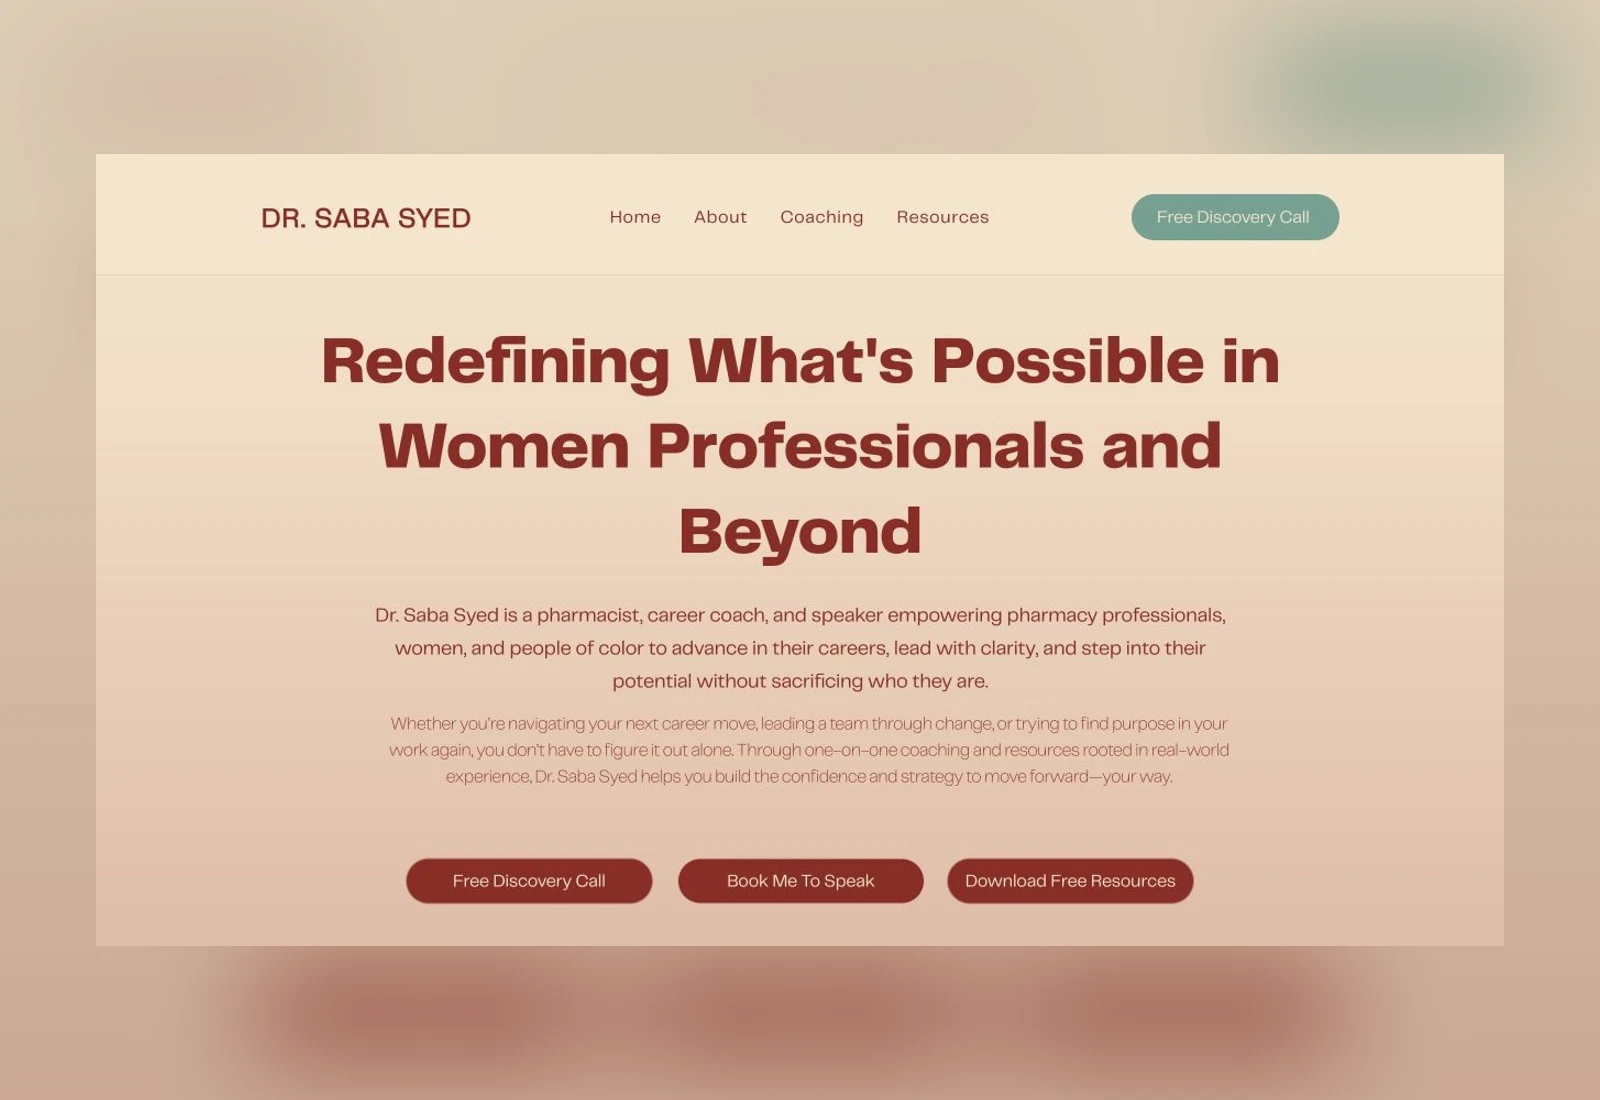 DR. SABA SYED
Home About Coaching Resources
Free Discovery Call
Redefining What's Possible in
Women Professionals and
Beyond
Dr. Saba Syed is a pharmacist, career coach, and speaker empowering pharmacy professionals,
women, and people of color to advance in their careers, lead with clarity, and step into their
potential without sacrificing who they are.
Whether you're navigating your next career move, leading a team through change, or trying to find purpose in your
work again, you don't have to figure it out alone. Through one-on-one coaching and resources rooted in real-world
experience, Dr. Saba Syed helps you build the confidence and strategy to move forward—your way.
Free Discovery Call
Book Me To Speak
Download Free Resources